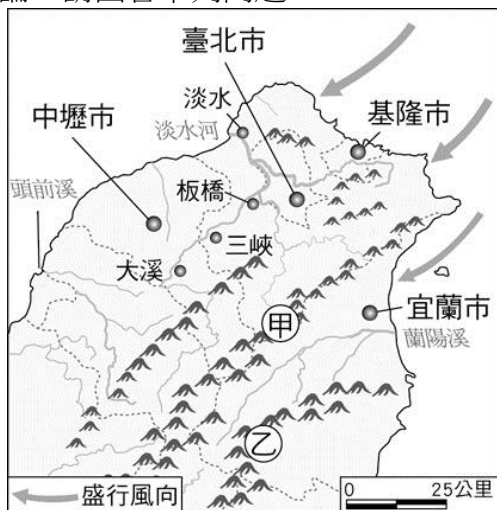 臺北市
淡水
中壢市
基隆市
淡水河
頭前溪
板橋
三峽
大溪
甲
宜蘭市
蘭陽溪
乙
盛行風向
0 25公里